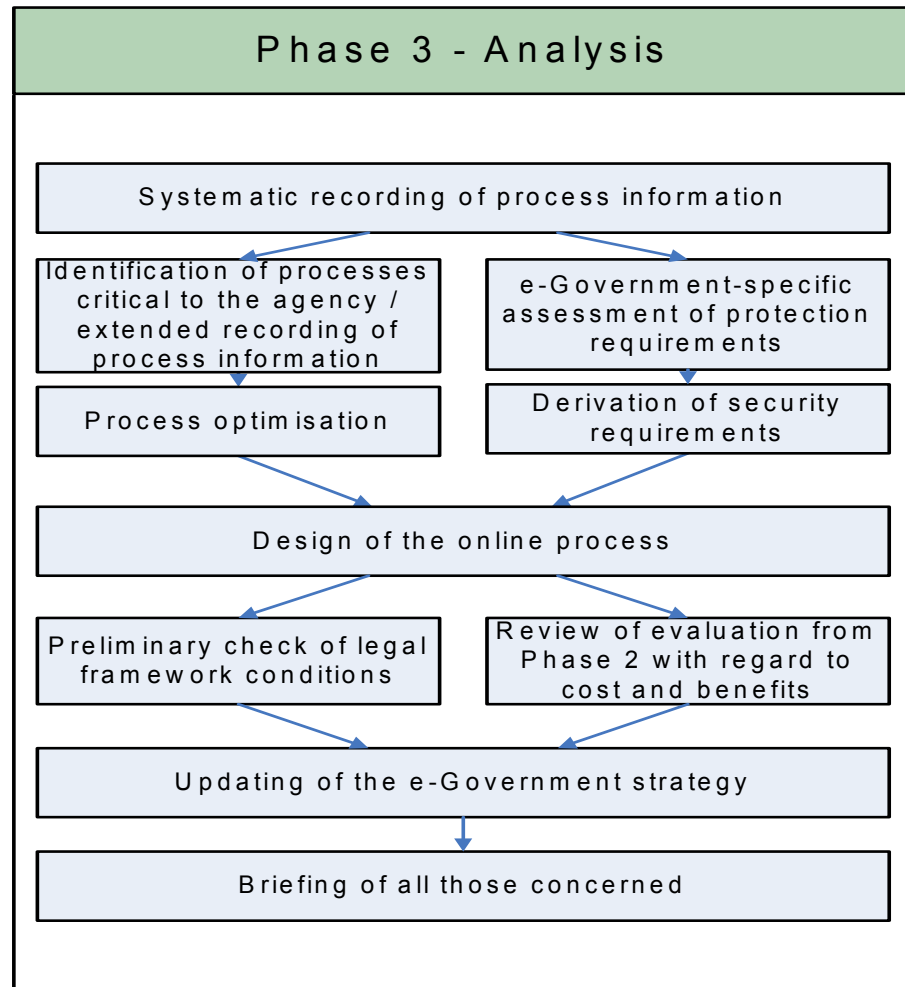 Phase 3 - Analysis
Systematic recording of process information
Identification of processes
critical to the agency /
extended recording of
process information
e-Government-specific
assessment of protection
requirements
Process optimisation
Derivation of security
requirements
Design of the online process
Preliminary check of legal
framework conditions
Review of evaluation from
Phase 2 with regard to
cost and benefits
Updating of the e-Government strategy
Briefing of all those concerned